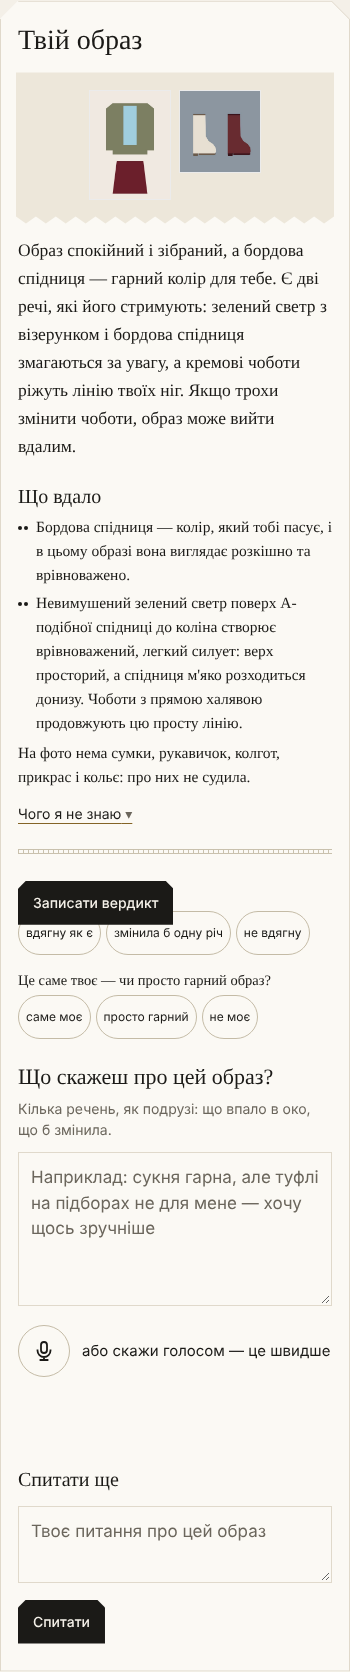 Твій образ
Образ спокійний і зібраний, а бордова
спідниця — гарний колір для тебе. Є дві
речі, які його стримують: зелений светр з
візерунком і бордова спідниця
змагаються за увагу, а кремові чоботи
ріжуть лінію твоїх ніг. Якщо трохи
змінити чоботи, образ може вийти
вдалим.
Що вдало
•• Бордова спідниця — колір, який тобі пасує, і
в цьому образі вона виглядає розкішно та
врівноважено.
•• Невимушений зелений светр поверх А-
подібної спідниці до коліна створює
врівноважений, легкий силует: верх
просторий, а спідниця м'яко розходиться
донизу. Чоботи з прямою халявою
продовжують цю просту лінію.
На фото нема сумки, рукавичок, колгот,
прикрас і кольє: про них не судила.
Чого я не знаю ▾
Записати вердикт
вдягну як є змінила б одну річ не вдягну
Це саме твоє — чи просто гарний образ?
саме моє просто гарний не моє
Що скажеш про цей образ?
Кілька речень, як подрузі: що впало в око,
що б змінила.
Наприклад: сукня гарна, але туфлі
на підборах не для мене — хочу
щось зручніше
або скажи голосом — це швидше
Спитати ще
Твоє питання про цей образ
Спитати